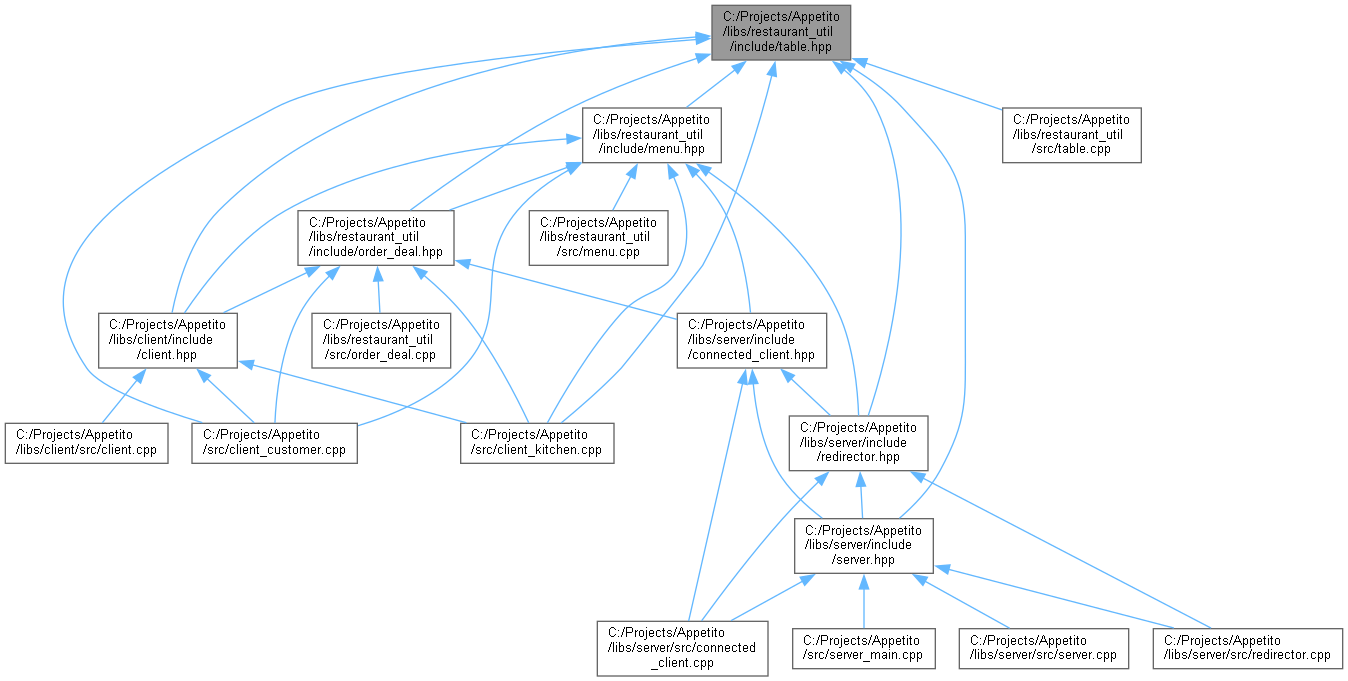 C:/Projects/Appetito
/libs/restaurant_util
/include/table.hpp
C:/Projects/Appetito
/libs/restaurant_util
/include/menu.hpp
C:/Projects/Appetito
/libs/restaurant_util
src/table.cpp
C:/Projects/Appetito
/libs/restaurant_util
/include/order_deal.hpp
C:/Projects/Appetito
/libs/restaurant_util
src/menu.cpp
C:/Projects/Appetito
/libs/client/include
/client.hpp
C:/Projects/Appetito
/libs/restaurant_util
src/order_deal.cpp
C:/Projects/Appetito
/libs/server/include
/connected_client.hpp
C:/Projects/Appetito
/libs/client/src/client.cpp
C:/Projects/Appetito
/src/client_customer.cpp
C:/Projects/Appetito
/src/client_kitchen.cpp
C:/Projects/Appetito
/libs/server/include
/redirector.hpp
C:/Projects/Appetito
/libs/server/include
/server.hpp
C:/Projects/Appetito
/libs/server/src/connected
_client.cpp
C:/Projects/Appetito
/src/server_main.cpp
C:/Projects/Appetito
/libs/server/src/server.cpp
C:/Projects/Appetito
/libs/server/src/redirector.cpp